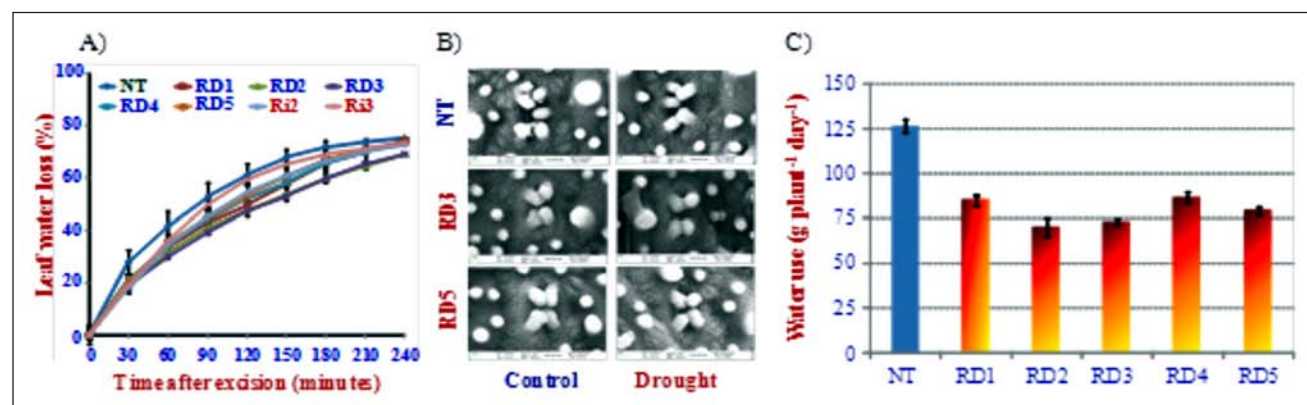 A)
100
80
60
40
20
0
NT RD1 RD2 RD3
RD4 RD5 Ri2 Ri3
Leaf water loss (%)
0 30 60 90 120 150 180 210 240
Time after excision (minutes)
B)
NT
RD3
RD5
Control Drought
C)
150
125
100
75
50
25
0
Water use (g plant⁻¹ day⁻¹)
NT RD1 RD2 RD3 RD4 RD5